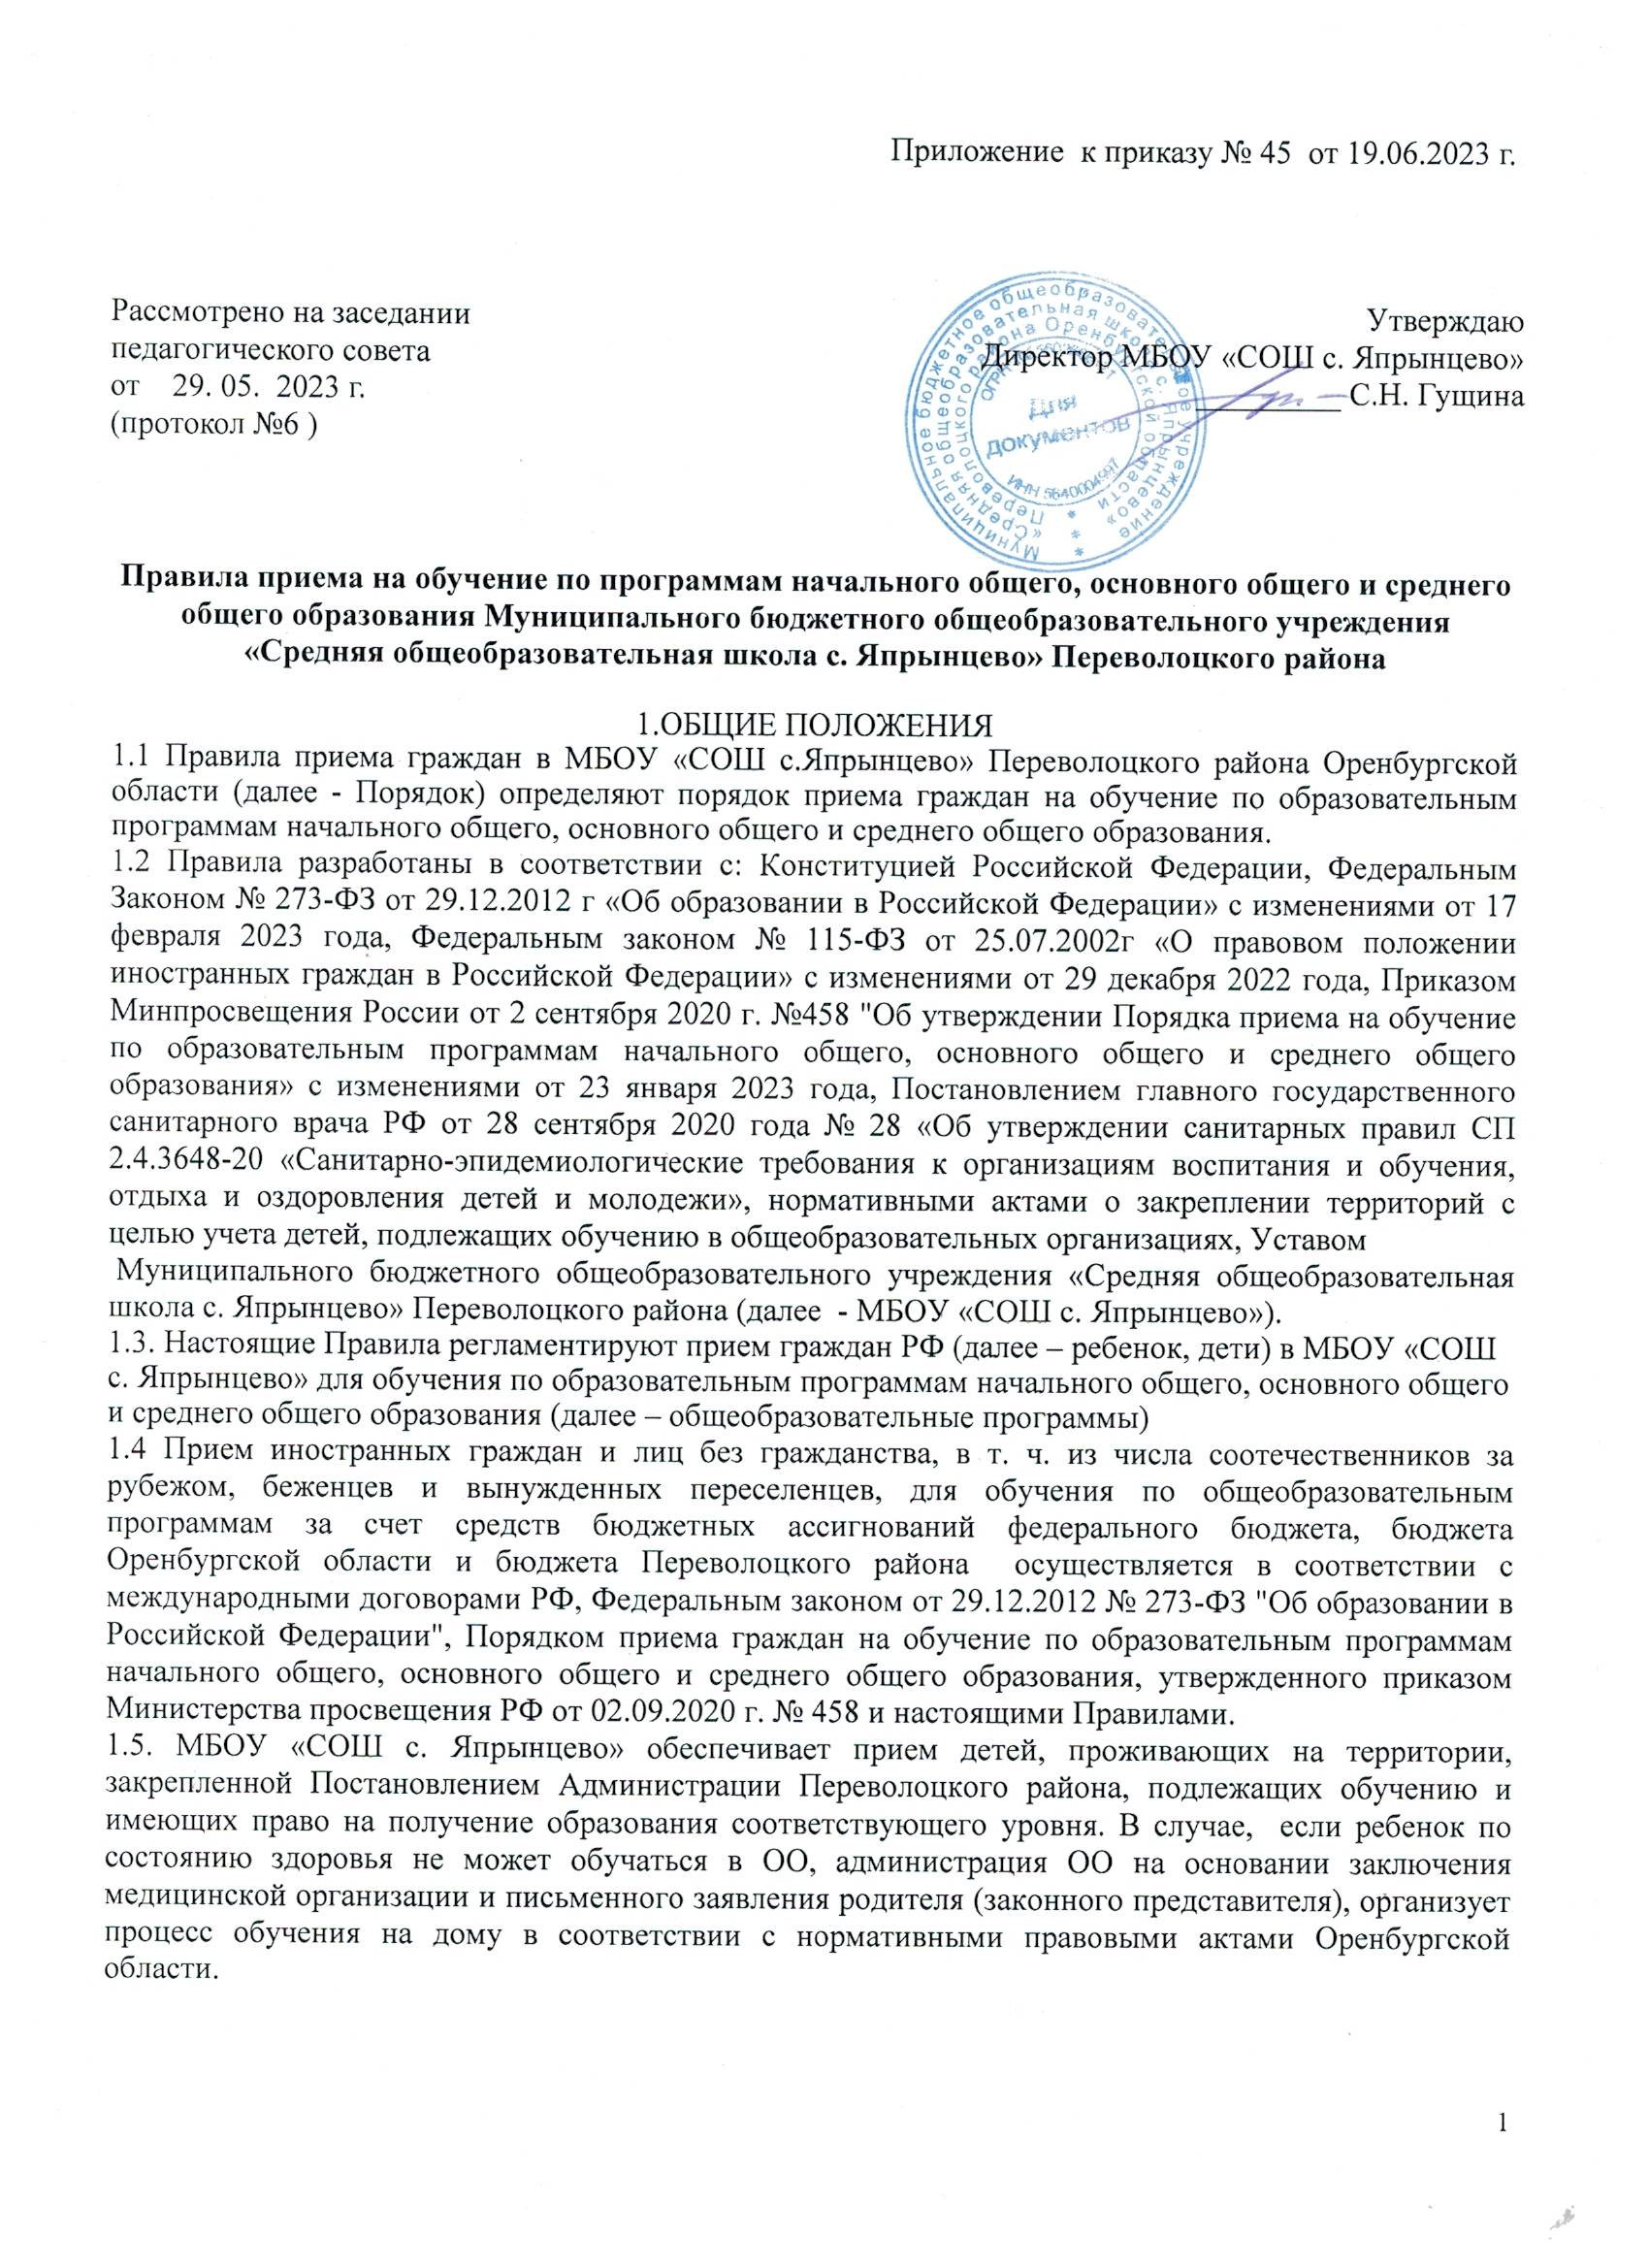 Приложение  к приказу № 45  от 19.06.2023 г.
Рассмотрено на заседании
педагогического совета
от    29. 05.  2023 г.
(протокол №6 )
Утверждаю
Директор МБОУ «СОШ с. Япрынцево»
__________С.Н. Гущина
Муниципальное бюджетное общеобразовательное учреждение
«Средняя общеобразовательная школа с. Япрынцево»
Переволоцкого района Оренбургской области
ОГРН
Для
документов
ИНН 5640004997
Правила приема на обучение по программам начального общего, основного общего и среднего
общего образования Муниципального бюджетного общеобразовательного учреждения
«Средняя общеобразовательная школа с. Япрынцево» Переволоцкого района
1.ОБЩИЕ ПОЛОЖЕНИЯ
1.1 Правила приема граждан в МБОУ «СОШ с.Япрынцево» Переволоцкого района Оренбургской
области (далее - Порядок) определяют порядок приема граждан на обучение по образовательным
программам начального общего, основного общего и среднего общего образования.
1.2 Правила разработаны в соответствии с: Конституцией Российской Федерации, Федеральным
Законом № 273-ФЗ от 29.12.2012 г «Об образовании в Российской Федерации» с изменениями от 17
февраля 2023 года, Федеральным законом № 115-ФЗ от 25.07.2002г «О правовом положении
иностранных граждан в Российской Федерации» с изменениями от 29 декабря 2022 года, Приказом
Минпросвещения России от 2 сентября 2020 г. №458 "Об утверждении Порядка приема на обучение
по образовательным программам начального общего, основного общего и среднего общего
образования» с изменениями от 23 января 2023 года, Постановлением главного государственного
санитарного врача РФ от 28 сентября 2020 года № 28 «Об утверждении санитарных правил СП
2.4.3648-20 «Санитарно-эпидемиологические требования к организациям воспитания и обучения,
отдыха и оздоровления детей и молодежи», нормативными актами о закреплении территорий с
целью учета детей, подлежащих обучению в общеобразовательных организациях, Уставом
Муниципального бюджетного общеобразовательного учреждения «Средняя общеобразовательная
школа с. Япрынцево» Переволоцкого района (далее  - МБОУ «СОШ с. Япрынцево»).
1.3. Настоящие Правила регламентируют прием граждан РФ (далее – ребенок, дети) в МБОУ «СОШ
с. Япрынцево» для обучения по образовательным программам начального общего, основного общего
и среднего общего образования (далее – общеобразовательные программы)
1.4 Прием иностранных граждан и лиц без гражданства, в т. ч. из числа соотечественников за
рубежом, беженцев и вынужденных переселенцев, для обучения по общеобразовательным
программам за счет средств бюджетных ассигнований федерального бюджета, бюджета
Оренбургской области и бюджета Переволоцкого района  осуществляется в соответствии с
международными договорами РФ, Федеральным законом от 29.12.2012 № 273-ФЗ "Об образовании в
Российской Федерации", Порядком приема граждан на обучение по образовательным программам
начального общего, основного общего и среднего общего образования, утвержденного приказом
Министерства просвещения РФ от 02.09.2020 г. № 458 и настоящими Правилами.
1.5. МБОУ «СОШ с. Япрынцево» обеспечивает прием детей, проживающих на территории,
закрепленной Постановлением Администрации Переволоцкого района, подлежащих обучению и
имеющих право на получение образования соответствующего уровня. В случае,  если ребенок по
состоянию здоровья не может обучаться в ОО, администрация ОО на основании заключения
медицинской организации и письменного заявления родителя (законного представителя), организует
процесс обучения на дому в соответствии с нормативными правовыми актами Оренбургской
области.
1